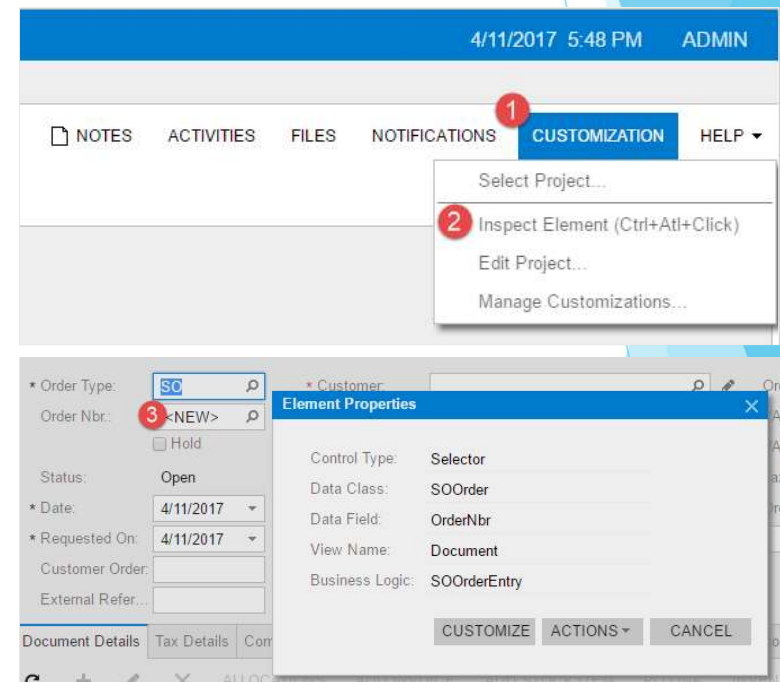 4/11/2017 5:48 PM ADMIN
1
NOTES ACTIVITIES FILES NOTIFICATIONS CUSTOMIZATION HELP
Select Project...
2 Inspect Element (Ctrl+Atl+Click)
Edit Project...
Manage Customizations...
* Order Type: SO * Customer:
Order Nbr.: 3 <NEW>
Element Properties
Hold
Control Type: Selector
Status: Open
Data Class: SOOrder
* Date: 4/11/2017
Data Field: OrderNbr
* Requested On: 4/11/2017
View Name: Document
Customer Order:
Business Logic: SOOrderEntry
External Refer...
CUSTOMIZE ACTIONS CANCEL
Document Details Tax Details